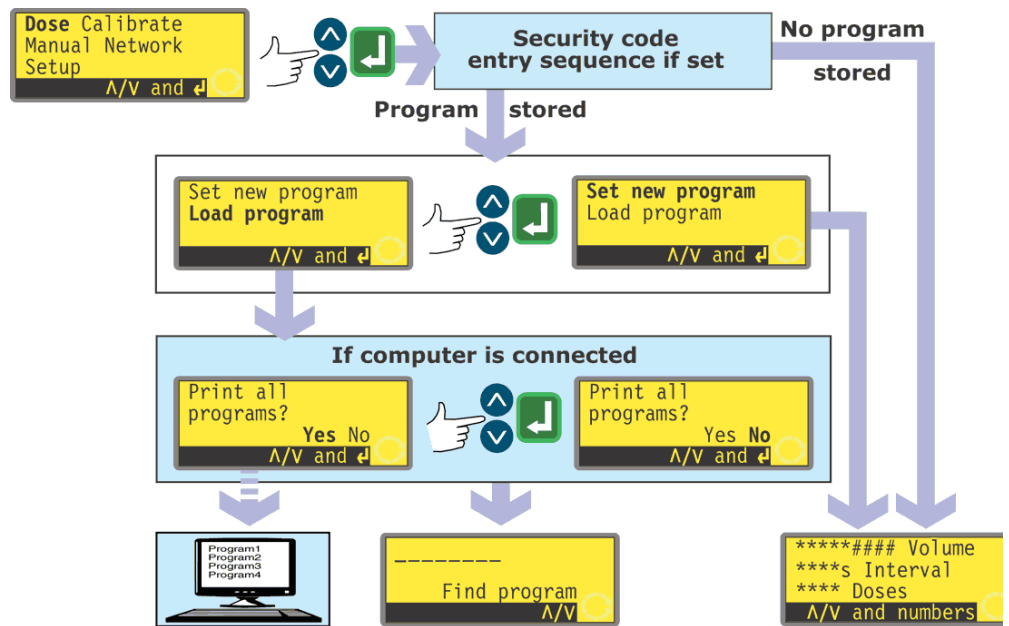 Dose Calibrate
Manual Network
Setup
Λ/V and ↲
Security code
entry sequence if set
No program
stored
Program stored
Set new program
Load program
Λ/V and ↲
Set new program
Load program
Λ/V and ↲
If computer is connected
Print all
programs?
Yes No
Λ/V and ↲
Print all
programs?
Yes No
Λ/V and ↲
Program1
Program2
Program3
Program4
________
Find program
Λ/V
*****#### Volume
****s Interval
**** Doses
Λ/V and numbers